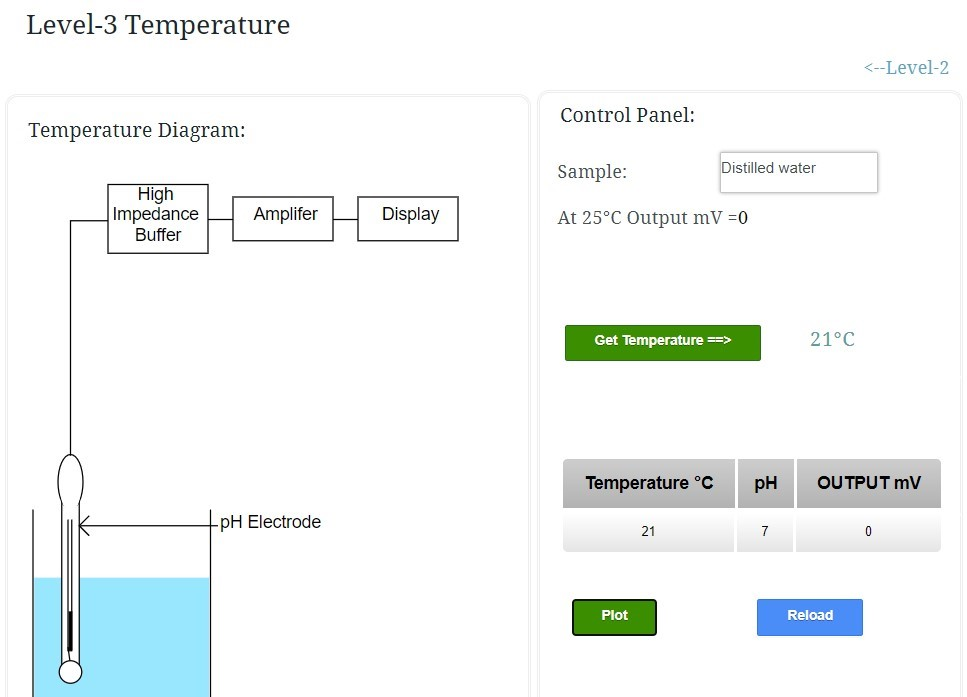 Level-3 Temperature
<--Level-2
Temperature Diagram:
High
Impedance
Buffer
Amplifer
Display
pH Electrode
Control Panel:
Sample:
Distilled water
At 25°C Output mV =0
Get Temperature ==>
21°C
Temperature °C pH OUTPUT mV
21 7 0
Plot
Reload